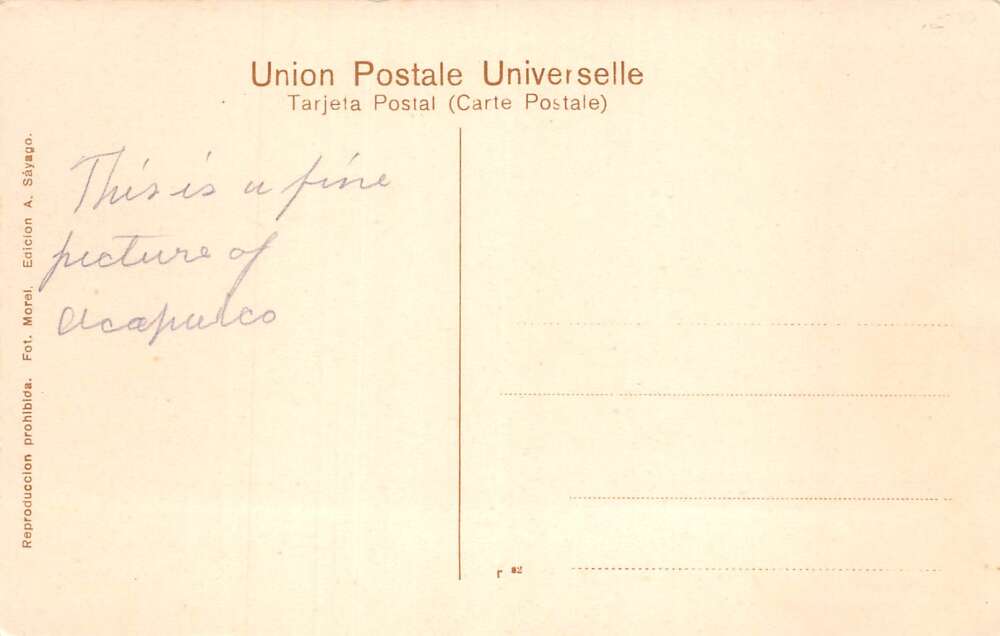 Union Postale Universelle
Tarjeta Postal (Carte Postale)
This is a fine
picture of
Acapulco
Reproduccion prohibida. Fot. Morel. Edicion A. Sáyago.